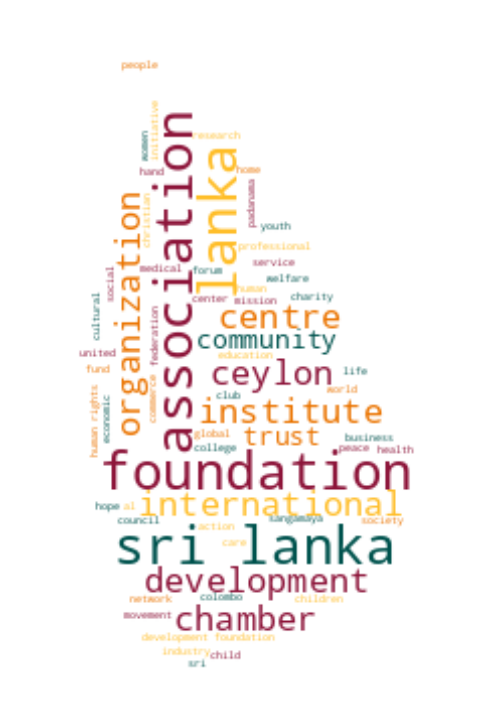 people
women
initiative
association
research
hand
lanka
home
christian
organization
padanama
youth
professional
social
medical
forum
service
welfare
cultural
human
center
mission
charity
federation
centre
community
united
education
fund
ceylon
life
commerce
world
human rights
economic
club
institute
global
trust
business
college
peace
health
foundation
hope
al
international
council
sangamaya
society
action
sri lanka
care
development
network
colombo
children
movement
chamber
development foundation
industry
child
sri